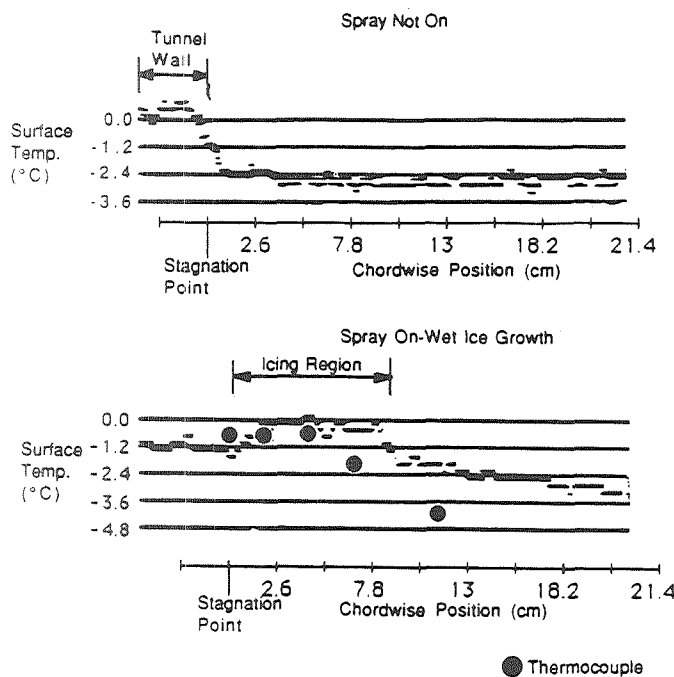 Spray Not On
Tunnel
Wall
0.0
Surface
Temp.
(°C)
-1.2
-2.4
-3.6
2.6 7.8 13 18.2 21.4
Stagnation
Point
Chordwise Position (cm)
Spray On-Wet Ice Growth
Icing Region
0.0
Surface
Temp.
(°C)
-1.2
-2.4
-3.6
-4.8
2.6 7.8 13 18.2 21.4
Stagnation
Point
Chordwise Position (cm)
Thermocouple